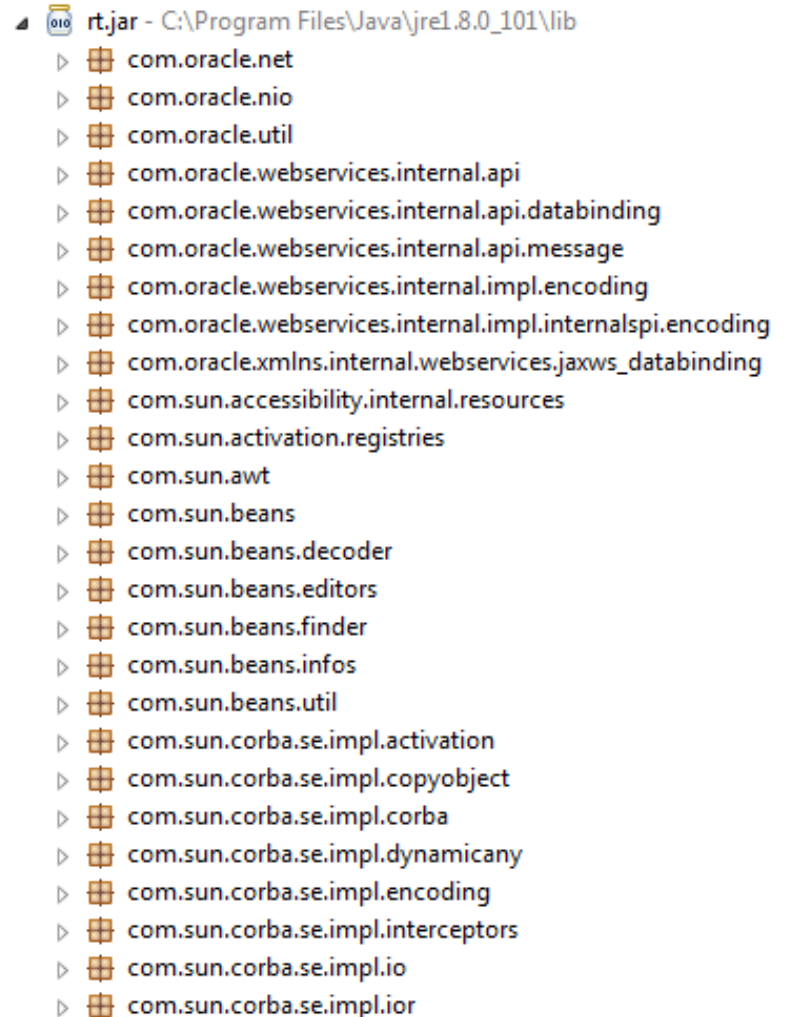 rt.jar - C:\Program Files\Java\jre1.8.0_101\lib
com.oracle.net
com.oracle.nio
com.oracle.util
com.oracle.webservices.internal.api
com.oracle.webservices.internal.api.databinding
com.oracle.webservices.internal.api.message
com.oracle.webservices.internal.impl.encoding
com.oracle.webservices.internal.impl.internalspi.encoding
com.oracle.xmlns.internal.webservices.jaxws_databinding
com.sun.accessibility.internal.resources
com.sun.activation.registries
com.sun.awt
com.sun.beans
com.sun.beans.decoder
com.sun.beans.editors
com.sun.beans.finder
com.sun.beans.infos
com.sun.beans.util
com.sun.corba.se.impl.activation
com.sun.corba.se.impl.copyobject
com.sun.corba.se.impl.corba
com.sun.corba.se.impl.dynamicany
com.sun.corba.se.impl.encoding
com.sun.corba.se.impl.interceptors
com.sun.corba.se.impl.io
com.sun.corba.se.impl.ior